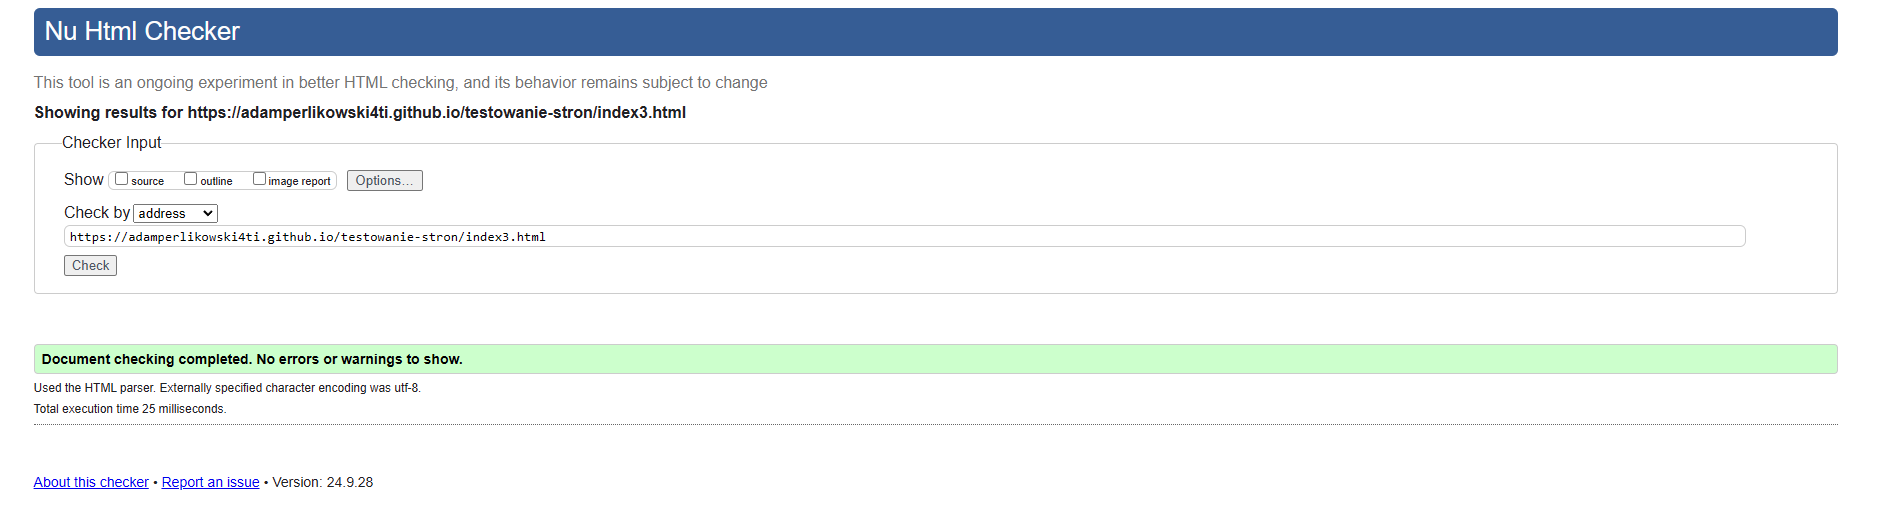 Nu Html Checker
This tool is an ongoing experiment in better HTML checking, and its behavior remains subject to change
Showing results for https://adamperlikowski4ti.github.io/testowanie-stron/index3.html
Checker Input
Show source outline image report Options...
Check by address
https://adamperlikowski4ti.github.io/testowanie-stron/index3.html
Check
Document checking completed. No errors or warnings to show.
Used the HTML parser. Externally specified character encoding was utf-8.
Total execution time 25 milliseconds.
About this checker • Report an issue • Version: 24.9.28